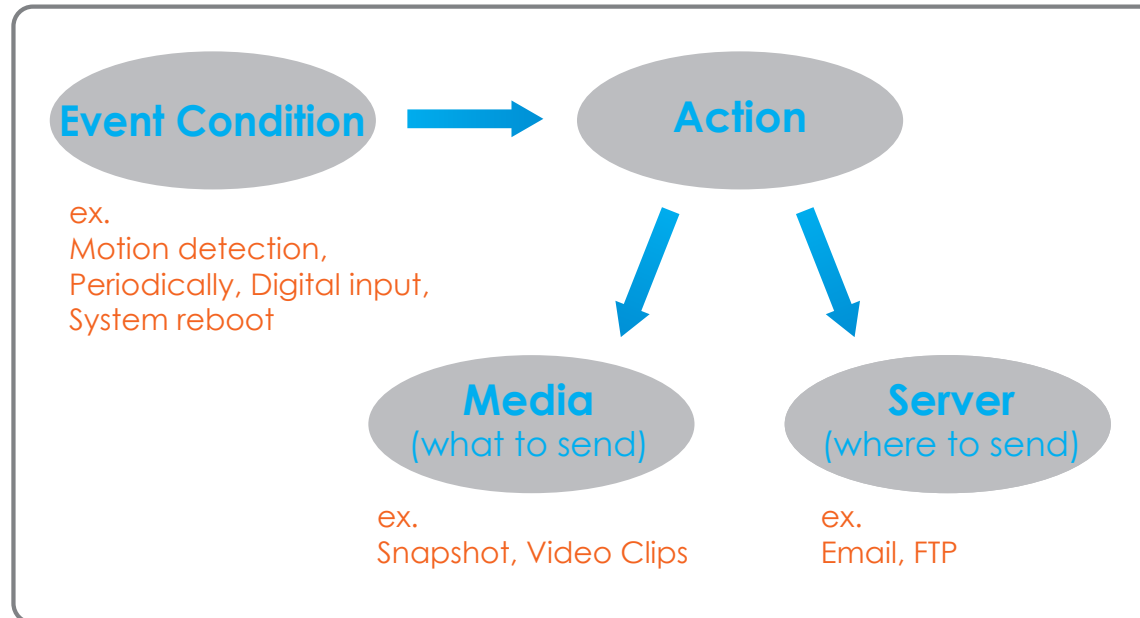 Event Condition
Action
ex.
Motion detection,
Periodically, Digital input,
System reboot
Media
(what to send)
ex.
Snapshot, Video Clips
Server
(where to send)
ex.
Email, FTP